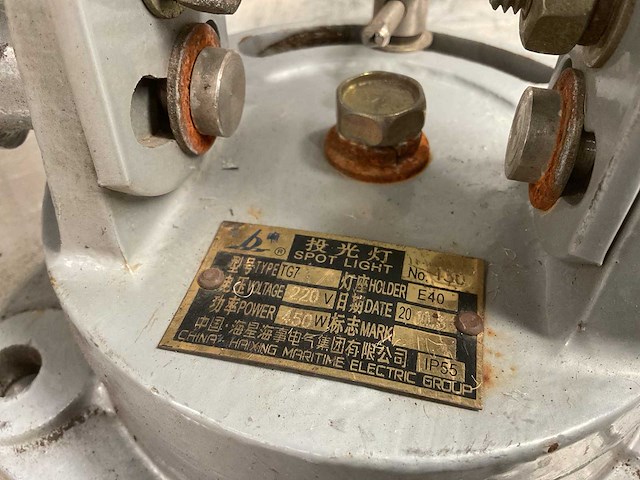 ® 投光灯
SPOT LIGHT No.
型号TYPE TG7 灯座HOLDER E40
电压VOLTAGE 220 V 日期DATE 20
功率POWER 450 W 标志MARK
中国·海星海事电气集团有限公司 IP55
CHINA· HAIXING MARITIME ELECTRIC GROUP